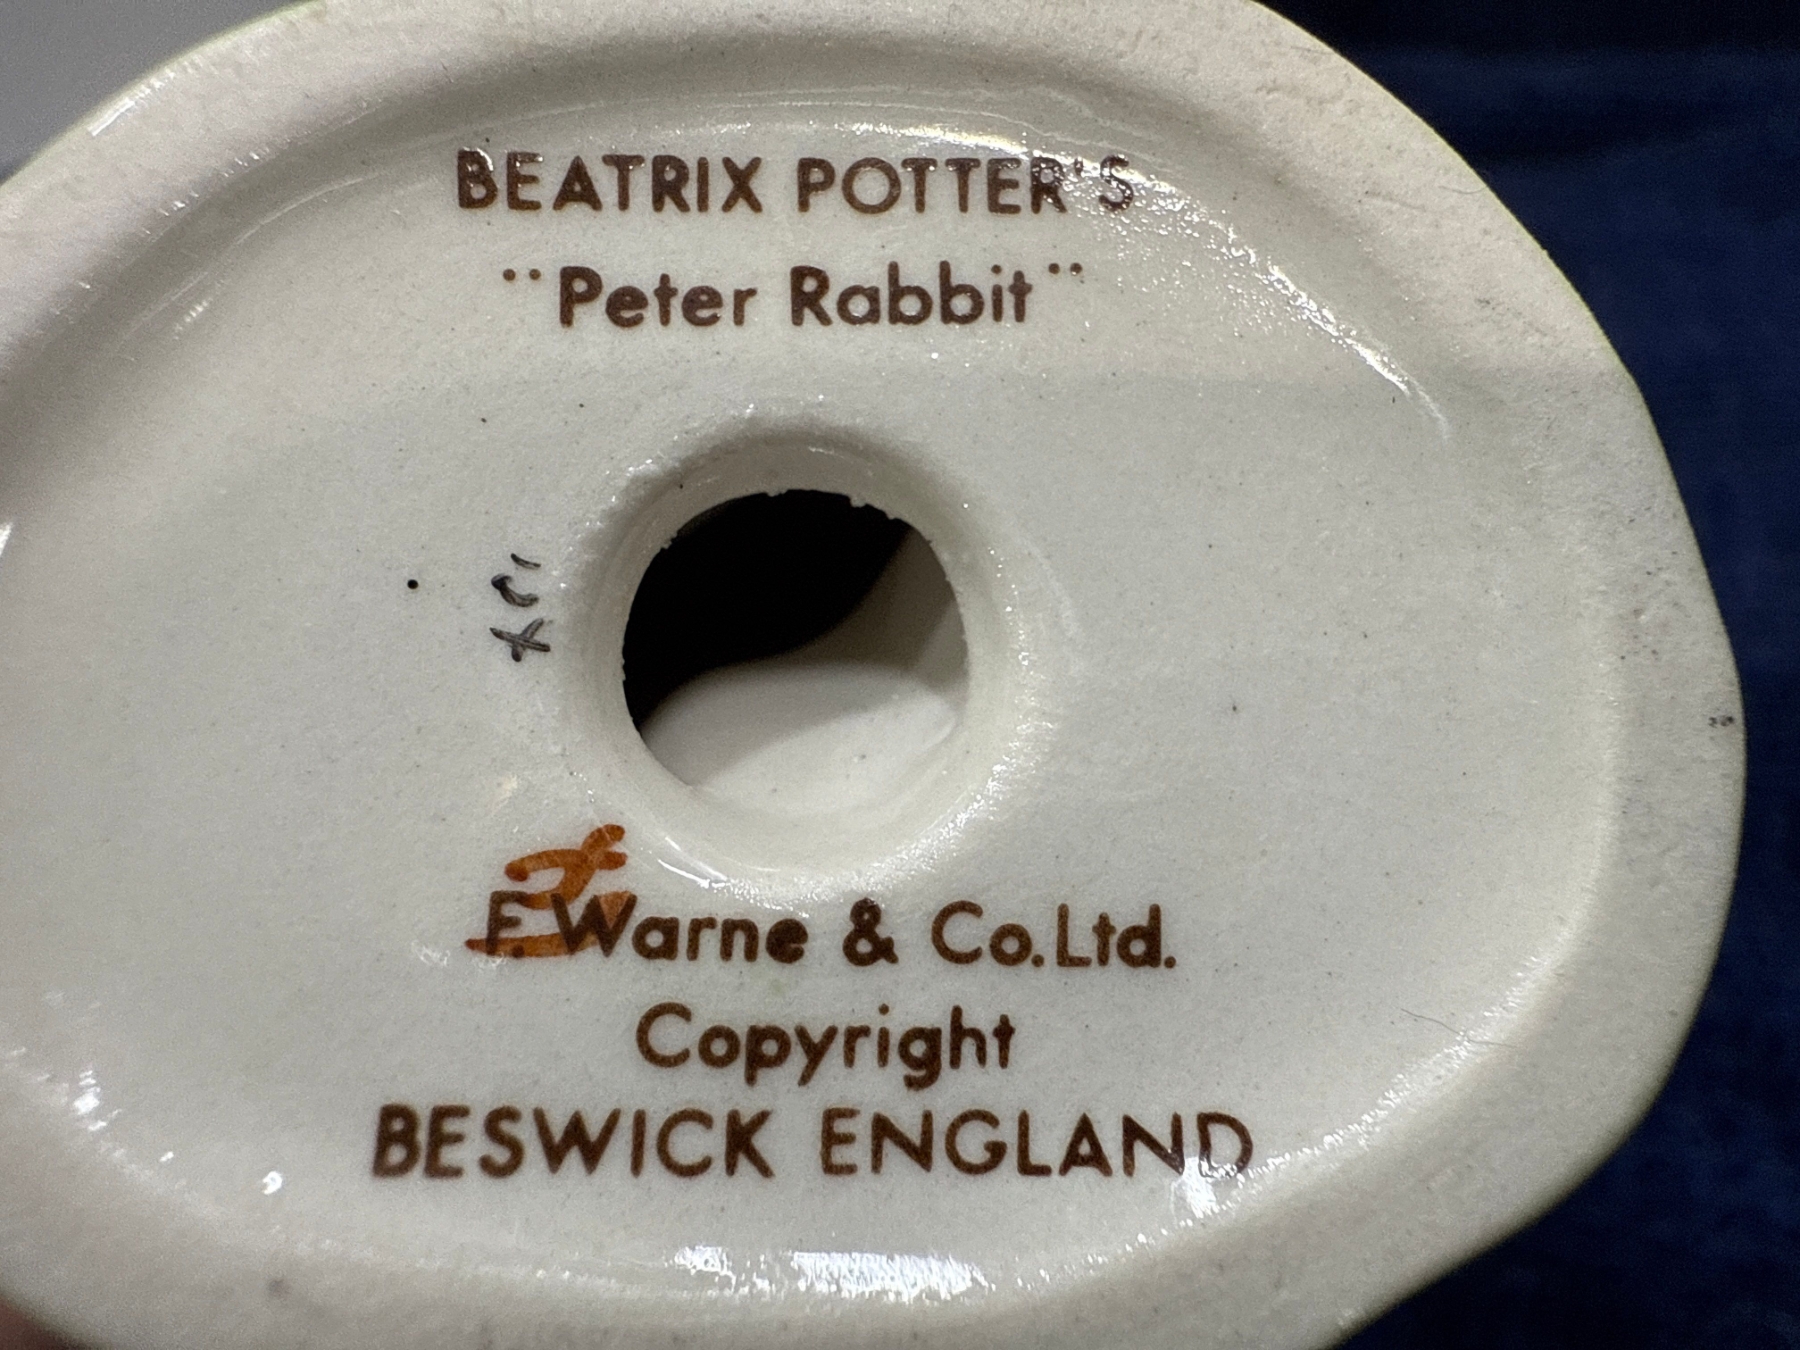 BEATRIX POTTER'S
¨Peter Rabbit¨
F. Warne & Co. Ltd.
Copyright
BESWICK ENGLAND